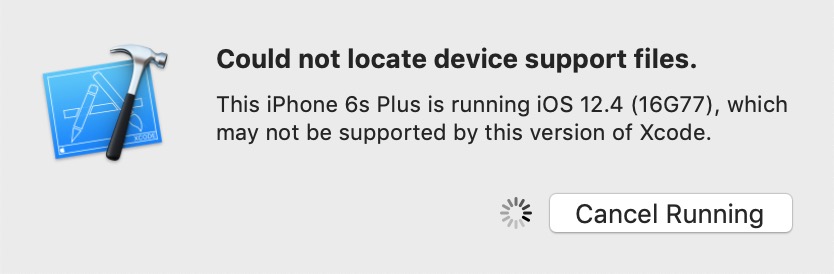 Could not locate device support files.
This iPhone 6s Plus is running iOS 12.4 (16G77), which
may not be supported by this version of Xcode.
XCODE
Cancel Running